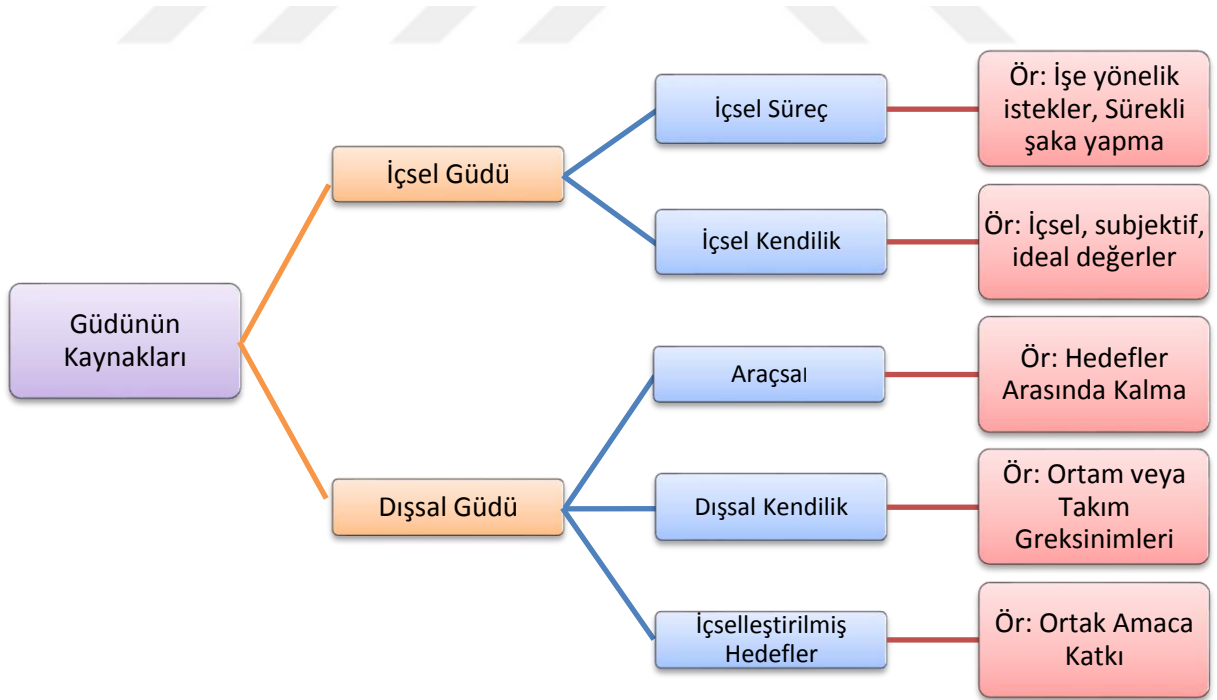 Güdünün
Kaynakları
İçsel Güdü
İçsel Süreç
Ör: İşe yönelik
istekler, Sürekli
şaka yapma
İçsel Kendilik
Ör: İçsel, subjektif,
ideal değerler
Dışsal Güdü
Araçsal
Ör: Hedefler
Arasında Kalma
Dışsal Kendilik
Ör: Ortam veya
Takım
Greksinimleri
İçselleştirilmiş
Hedefler
Ör: Ortak Amaca
Katkı